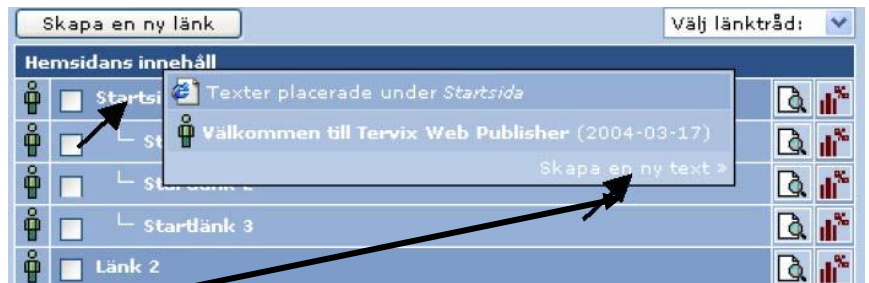 Skapa en ny länk
Välj länktråd:
Hemsidans innehåll
Texter placerade under Startsida
Välkommen till Tervix Web Publisher (2004-03-17)
Skapa en ny text »
Startlänk 3
Länk 2